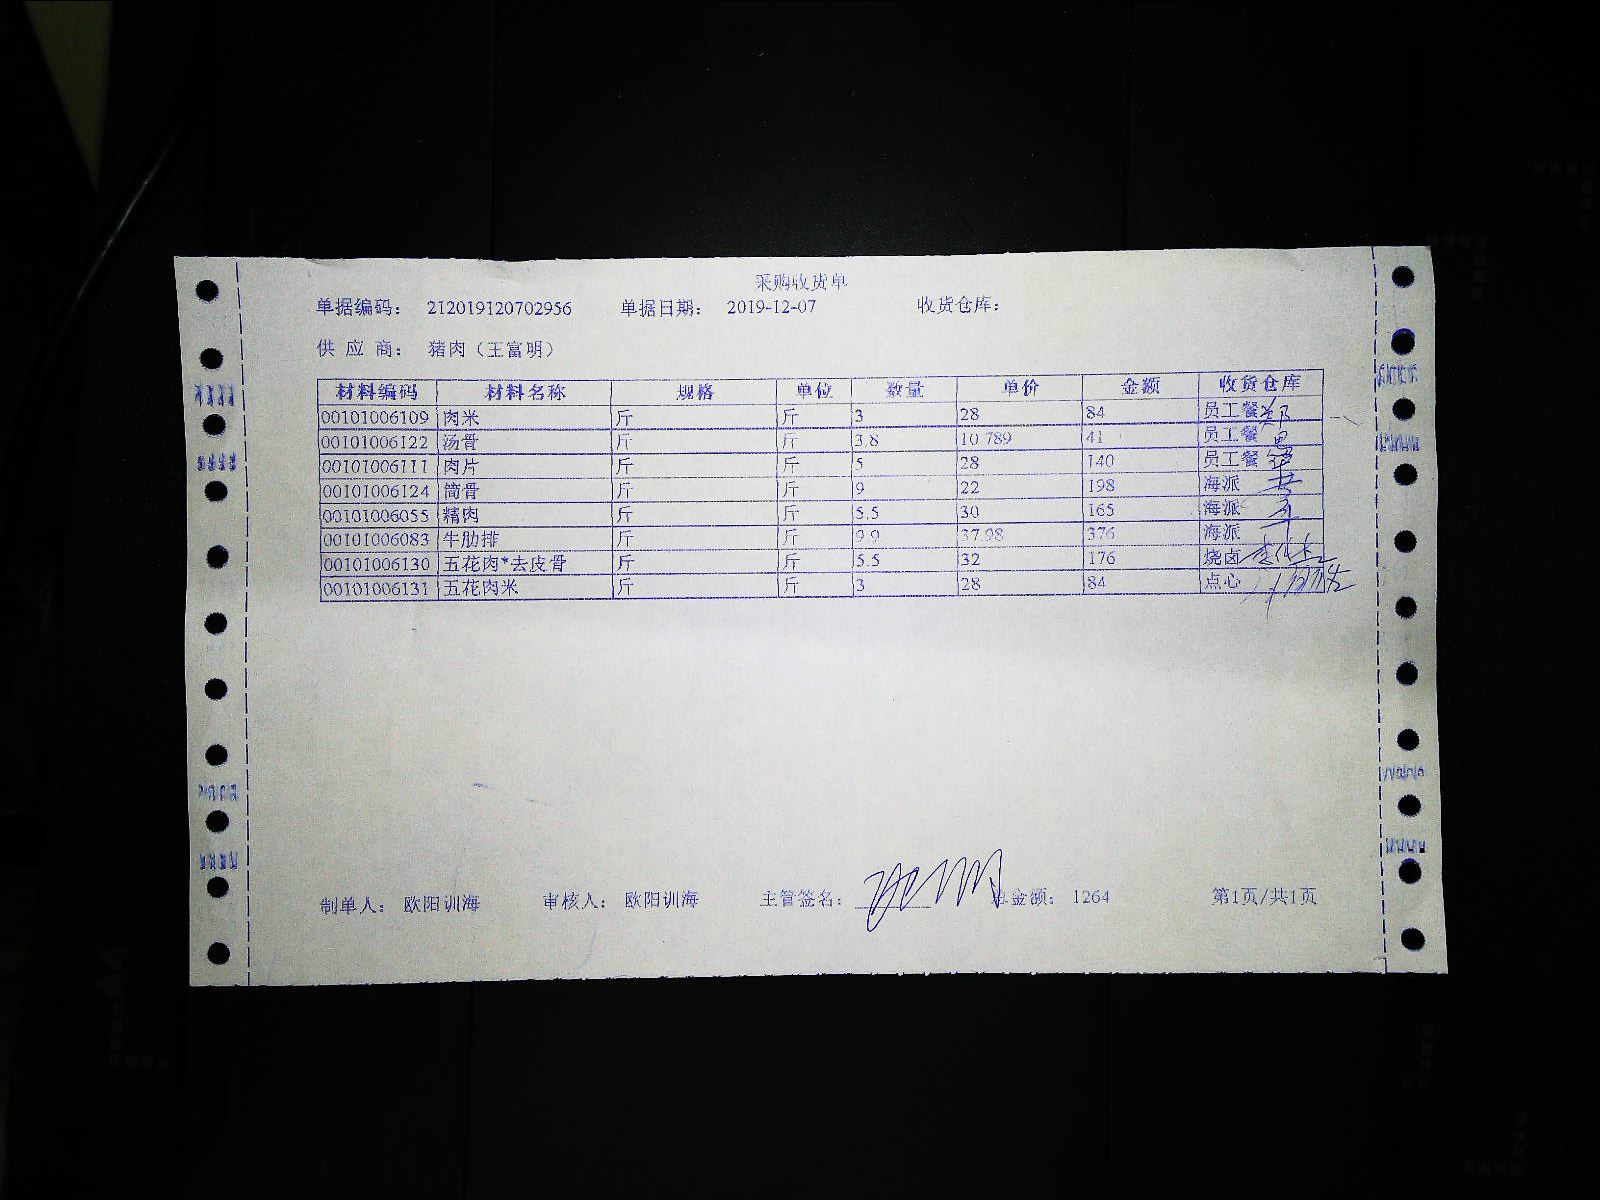 采购收货单
单据编码: 212019120702956 单据日期: 2019-12-07 收货仓库:
供 应 商: 猪肉（王富明）
材料编码 材料名称 规格 单位 数量 单价 金额 收货仓库
00101006109 肉米 斤 斤 3 28 84 员工餐
00101006122 汤骨 斤 斤 3.8 10.789 41 员工餐
00101006111 肉片 斤 斤 5 28 140 员工餐
00101006124 筒骨 斤 斤 9 22 198 海派
00101006055 精肉 斤 斤 5.5 30 165 海派
00101006083 牛肋排 斤 斤 9.9 37.98 376 海派
00101006130 五花肉*去皮骨 斤 斤 5.5 32 176 烧卤
00101006131 五花肉米 斤 斤 3 28 84 点心
制单人: 欧阳训海 审核人: 欧阳训海 主管签名: 总金额: 1264 第1页/共1页